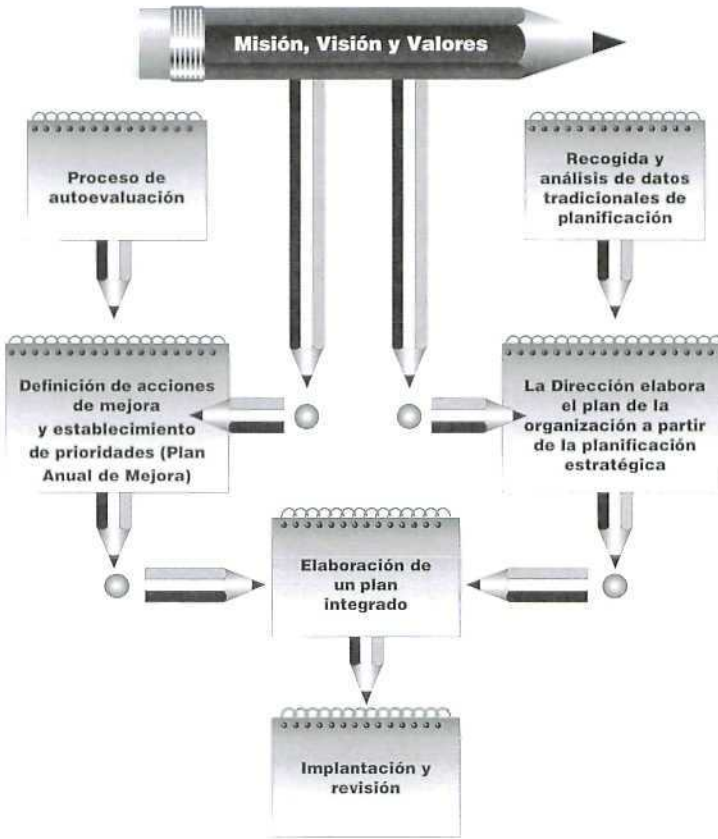 Misión, Visión y Valores
Proceso de
autoevaluación
Recogida y
análisis de datos
tradicionales de
planificación
Definición de acciones
de mejora
y establecimiento
de prioridades (Plan
Anual de Mejora)
La Dirección elabora
el plan de la
organización a partir
de la planificación
estratégica
Elaboración de
un plan
integrado
Implantación y
revisión